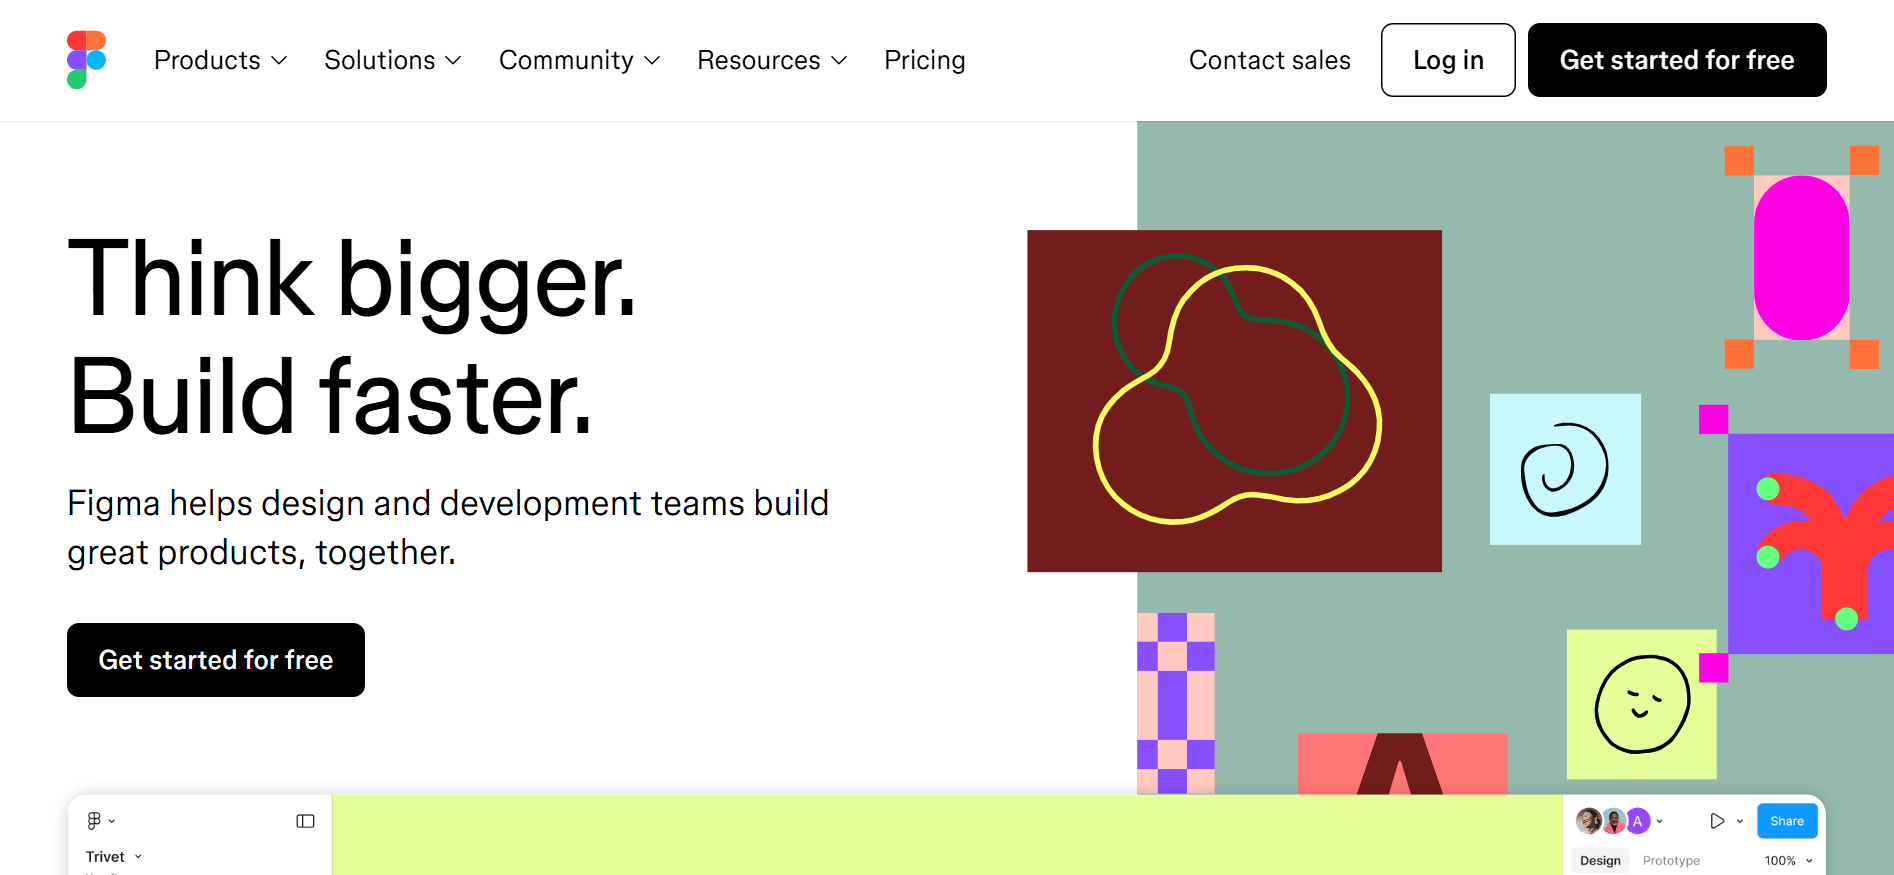 Products
Solutions
Community
Resources
Pricing
Contact sales
Log in
Get started for free
Think bigger.
Build faster.
Figma helps design and development teams build
great products, together.
Get started for free
A
Trivet
A
Share
Design
Prototype
100%